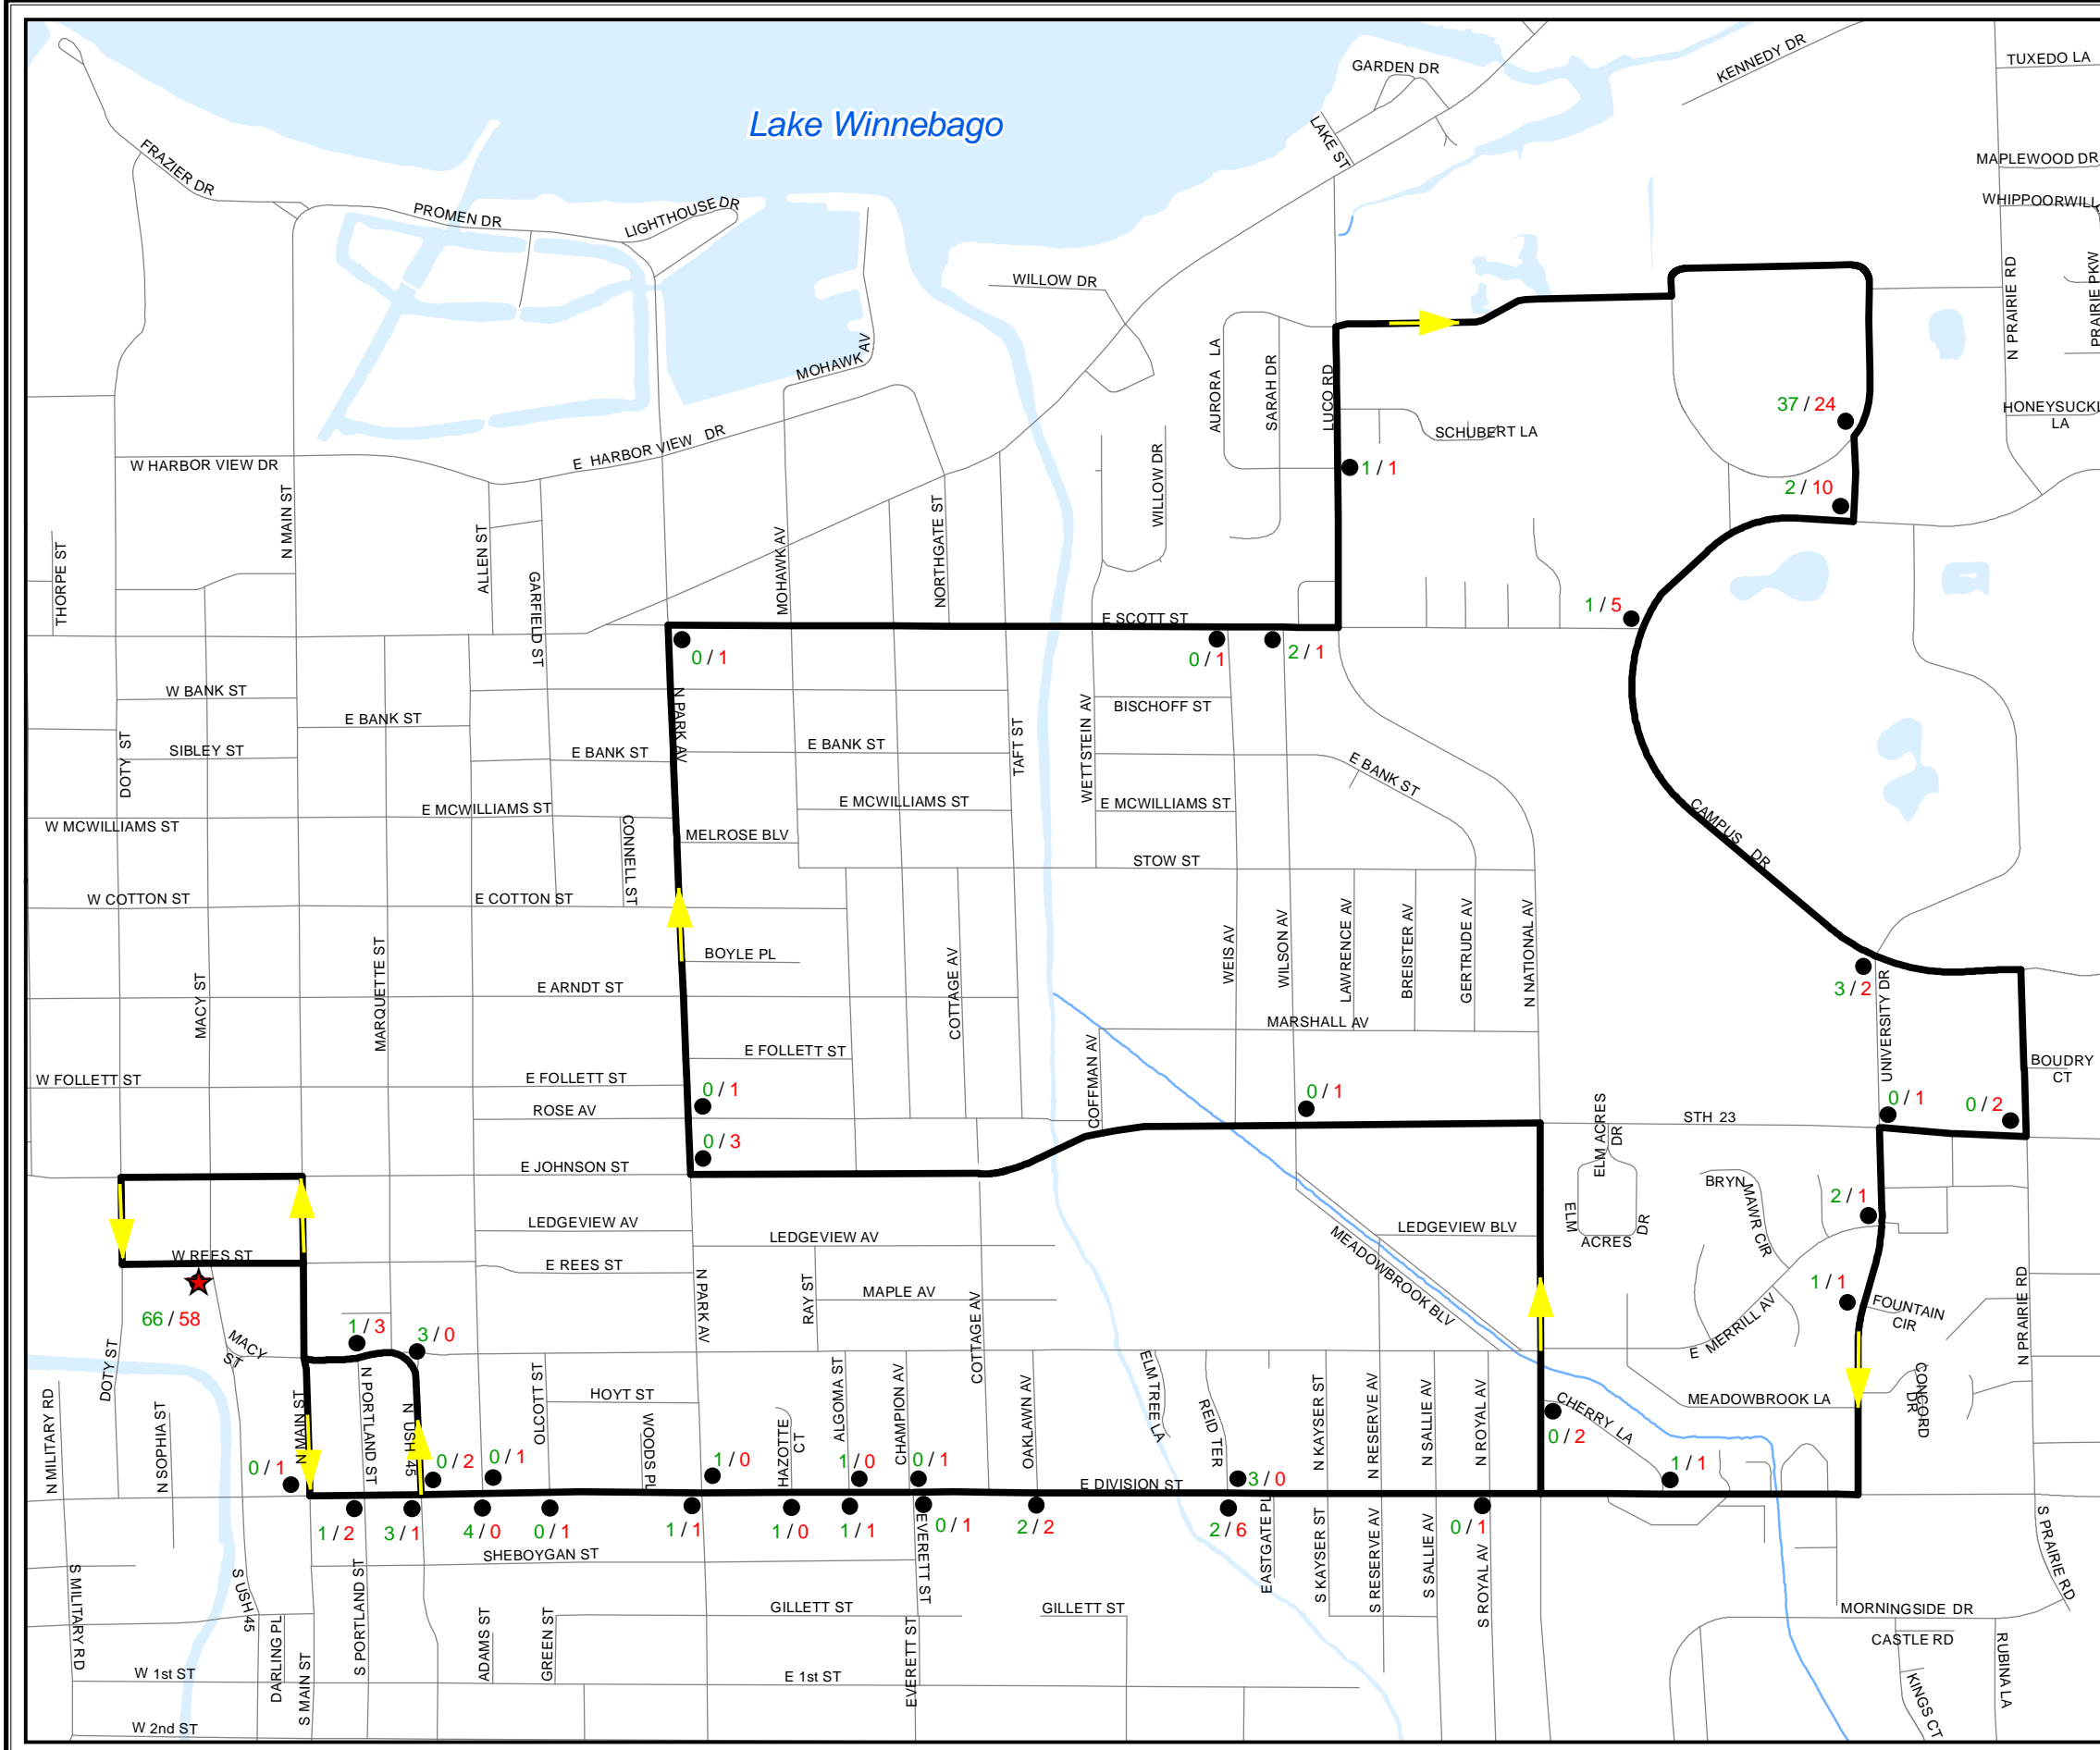 GARDEN DR
KENNEDY DR
TUXEDO LA
Lake Winnebago
LAKE ST
FRAZIER DR
MAPLEWOOD DR
WHIPPOORWILL
PROMEN DR
LIGHTHOUSE DR
WILLOW DR
N PRAIRIE RD
PRAIRIE PKW
MOHAWK AV
AURORA LA
SARAH DR
LUCO RD
37 / 24
HONEYSUCKL
LA
SCHUBERT LA
E HARBOR VIEW DR
W HARBOR VIEW DR
1 / 1
2 / 10
N MAIN ST
ALLEN ST
NORTHGATE ST
WILLOW DR
THORPE ST
GARFIELD ST
MOHAWK AV
1 / 5
E SCOTT ST
0 / 1
0 / 1
2 / 1
W BANK ST
E BANK ST
N PARK AV
BISCHOFF ST
SIBLEY ST
DOTY ST
E BANK ST
E BANK ST
TAFT ST
WETTSTEIN AV
E BANK ST
W MCWILLIAMS ST
E MCWILLIAMS ST
E MCWILLIAMS ST
E MCWILLIAMS ST
CONNELL ST
MELROSE BLV
CAMPUS DR
STOW ST
W COTTON ST
E COTTON ST
WEIS AV
WILSON AV
LAWRENCE AV
BREISTER AV
GERTRUDE AV
N NATIONAL AV
BOYLE PL
MACY ST
MARQUETTE ST
E ARNDT ST
COTTAGE AV
3 / 2
UNIVERSITY DR
MARSHALL AV
E FOLLETT ST
COFFMAN AV
BOUDRY
CT
W FOLLETT ST
E FOLLETT ST
0 / 1
0 / 1
0 / 1
0 / 2
ROSE AV
STH 23
ELM ACRES
DR
0 / 3
E JOHNSON ST
BRYN
MAWR CIR
2 / 1
LEDGEVIEW AV
LEDGEVIEW AV
LEDGEVIEW BLV
ELM
ACRES
DR
W REES ST
E REES ST
MEADOWBROOK BLV
1 / 1
66 / 58
N PARK AV
RAY ST
MAPLE AV
COTTAGE AV
FOUNTAIN
CIR
N PRAIRIE RD
1 / 3
3 / 0
MACY
ST
E MERRILL AV
DOTY ST
N MILITARY RD
N SOPHIA ST
N MAIN ST
N PORTLAND ST
N USH 45
OLCOTT ST
HOYT ST
WOODS PL
HAZOTTE
CT
ALGOMA ST
CHAMPION AV
OAKLAWN AV
ELM TREE LA
REID TER
N KAYSER ST
N RESERVE AV
N SALLIE AV
N ROYAL AV
CHERRY LA
MEADOWBROOK LA
CONCORD
DR
0 / 1
0 / 2
0 / 1
1 / 0
1 / 0
0 / 1
3 / 0
0 / 2
1 / 1
E DIVISION ST
1 / 2
3 / 1
4 / 0
0 / 1
1 / 1
1 / 0
1 / 1
0 / 1
2 / 2
2 / 6
0 / 1
SHEBOYGAN ST
EVERETT ST
EASTGATE PL
S KAYSER ST
S RESERVE AV
S SALLIE AV
S ROYAL AV
S PRAIRIE RD
S MILITARY RD
S USH 45
DARLING PL
S MAIN ST
S PORTLAND ST
ADAMS ST
GREEN ST
GILLETT ST
GILLETT ST
EVERETT ST
MORNINGSIDE DR
CASTLE RD
KINGS CT
RUBINA LA
W 1st ST
E 1st ST
W 2nd ST